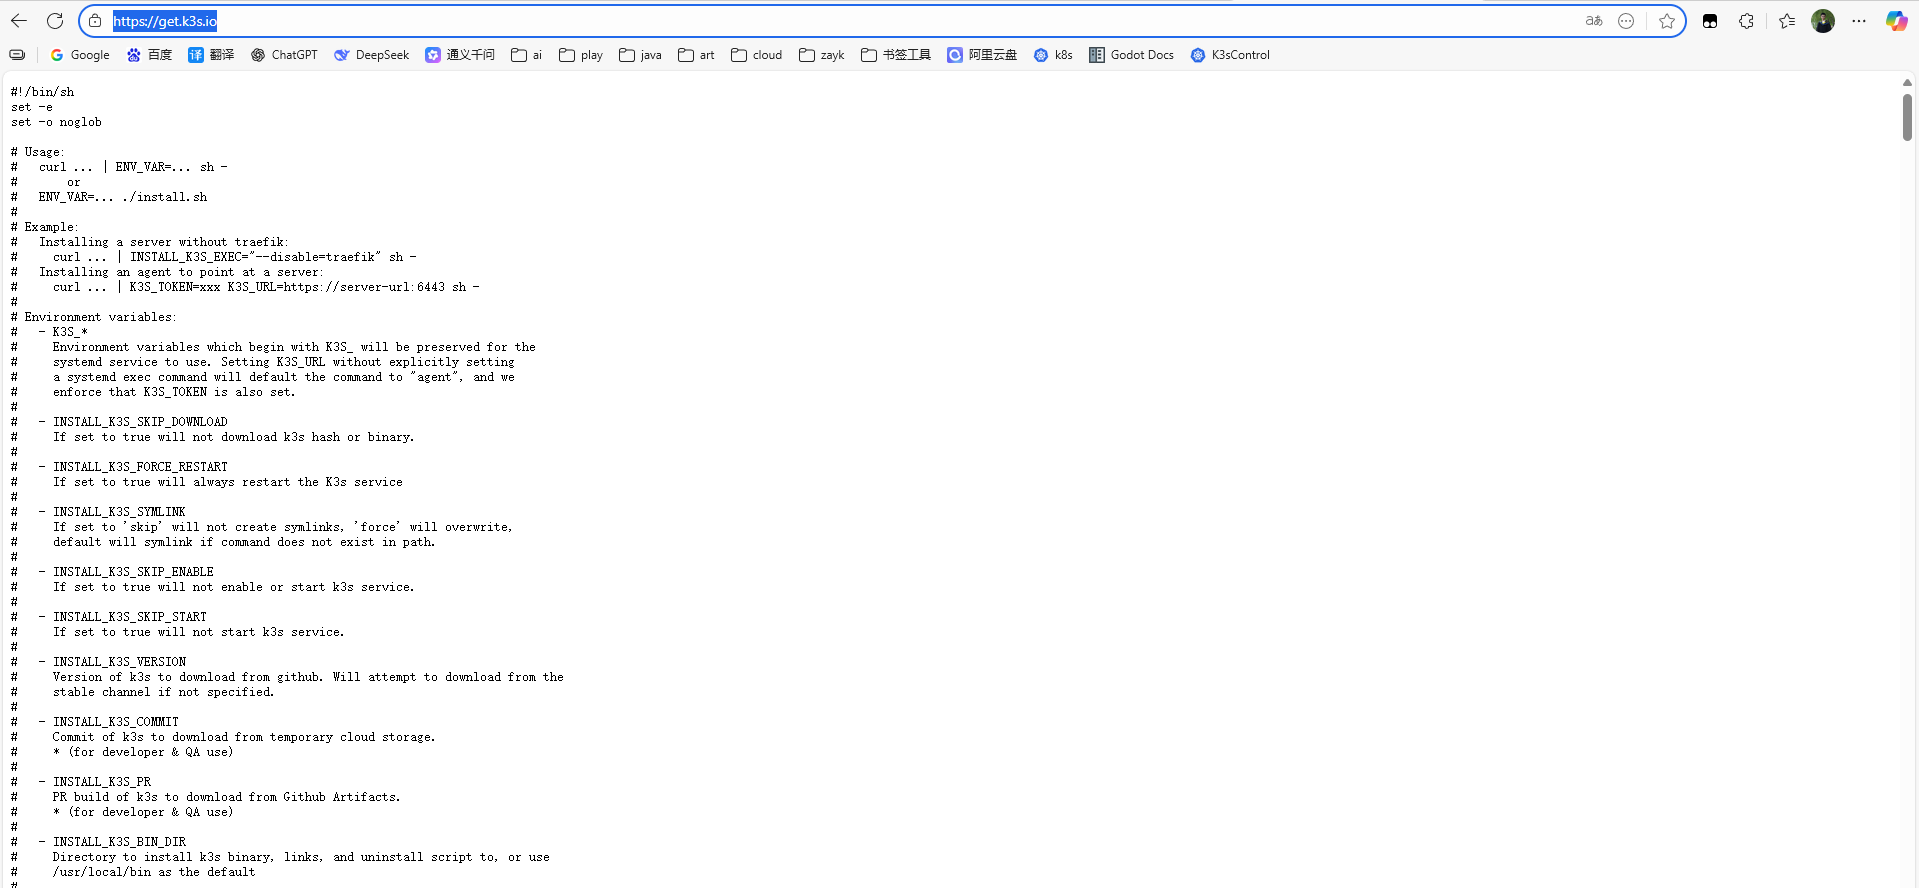 https://get.k3s.io
Google 百度 翻译 ChatGPT DeepSeek 通义千问 ai play java art cloud zayk 书签工具 阿里云盘 k8s Godot Docs K3sControl
#!/bin/sh
set -e
set -o noglob
# Usage:
#   curl ... | ENV_VAR=... sh -
#       or
#   ENV_VAR=... ./install.sh
#
# Example:
#   Installing a server without traefik:
#     curl ... | INSTALL_K3S_EXEC="--disable=traefik" sh -
#   Installing an agent to point at a server:
#     curl ... | K3S_TOKEN=xxx K3S_URL=https://server-url:6443 sh -
#
# Environment variables:
#   - K3S_*
#     Environment variables which begin with K3S_ will be preserved for the
#     systemd service to use. Setting K3S_URL without explicitly setting
#     a systemd exec command will default the command to "agent", and we
#     enforce that K3S_TOKEN is also set.
#
#   - INSTALL_K3S_SKIP_DOWNLOAD
#     If set to true will not download k3s hash or binary.
#
#   - INSTALL_K3S_FORCE_RESTART
#     If set to true will always restart the K3s service
#
#   - INSTALL_K3S_SYMLINK
#     If set to 'skip' will not create symlinks, 'force' will overwrite,
#     default will symlink if command does not exist in path.
#
#   - INSTALL_K3S_SKIP_ENABLE
#     If set to true will not enable or start k3s service.
#
#   - INSTALL_K3S_SKIP_START
#     If set to true will not start k3s service.
#
#   - INSTALL_K3S_VERSION
#     Version of k3s to download from github. Will attempt to download from the
#     stable channel if not specified.
#
#   - INSTALL_K3S_COMMIT
#     Commit of k3s to download from temporary cloud storage.
#     * (for developer & QA use)
#
#   - INSTALL_K3S_PR
#     PR build of k3s to download from Github Artifacts.
#     * (for developer & QA use)
#
#   - INSTALL_K3S_BIN_DIR
#     Directory to install k3s binary, links, and uninstall script to, or use
#     /usr/local/bin as the default
#